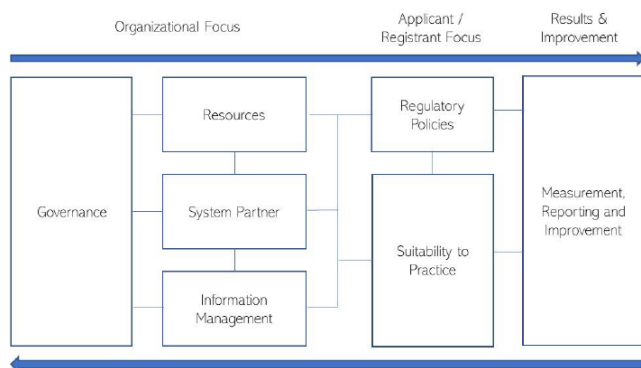 Organizational Focus
Applicant /
Registrant Focus
Results &
Improvement
Governance
Resources
System Partner
Information
Management
Regulatory
Policies
Suitability to
Practice
Measurement,
Reporting and
Improvement